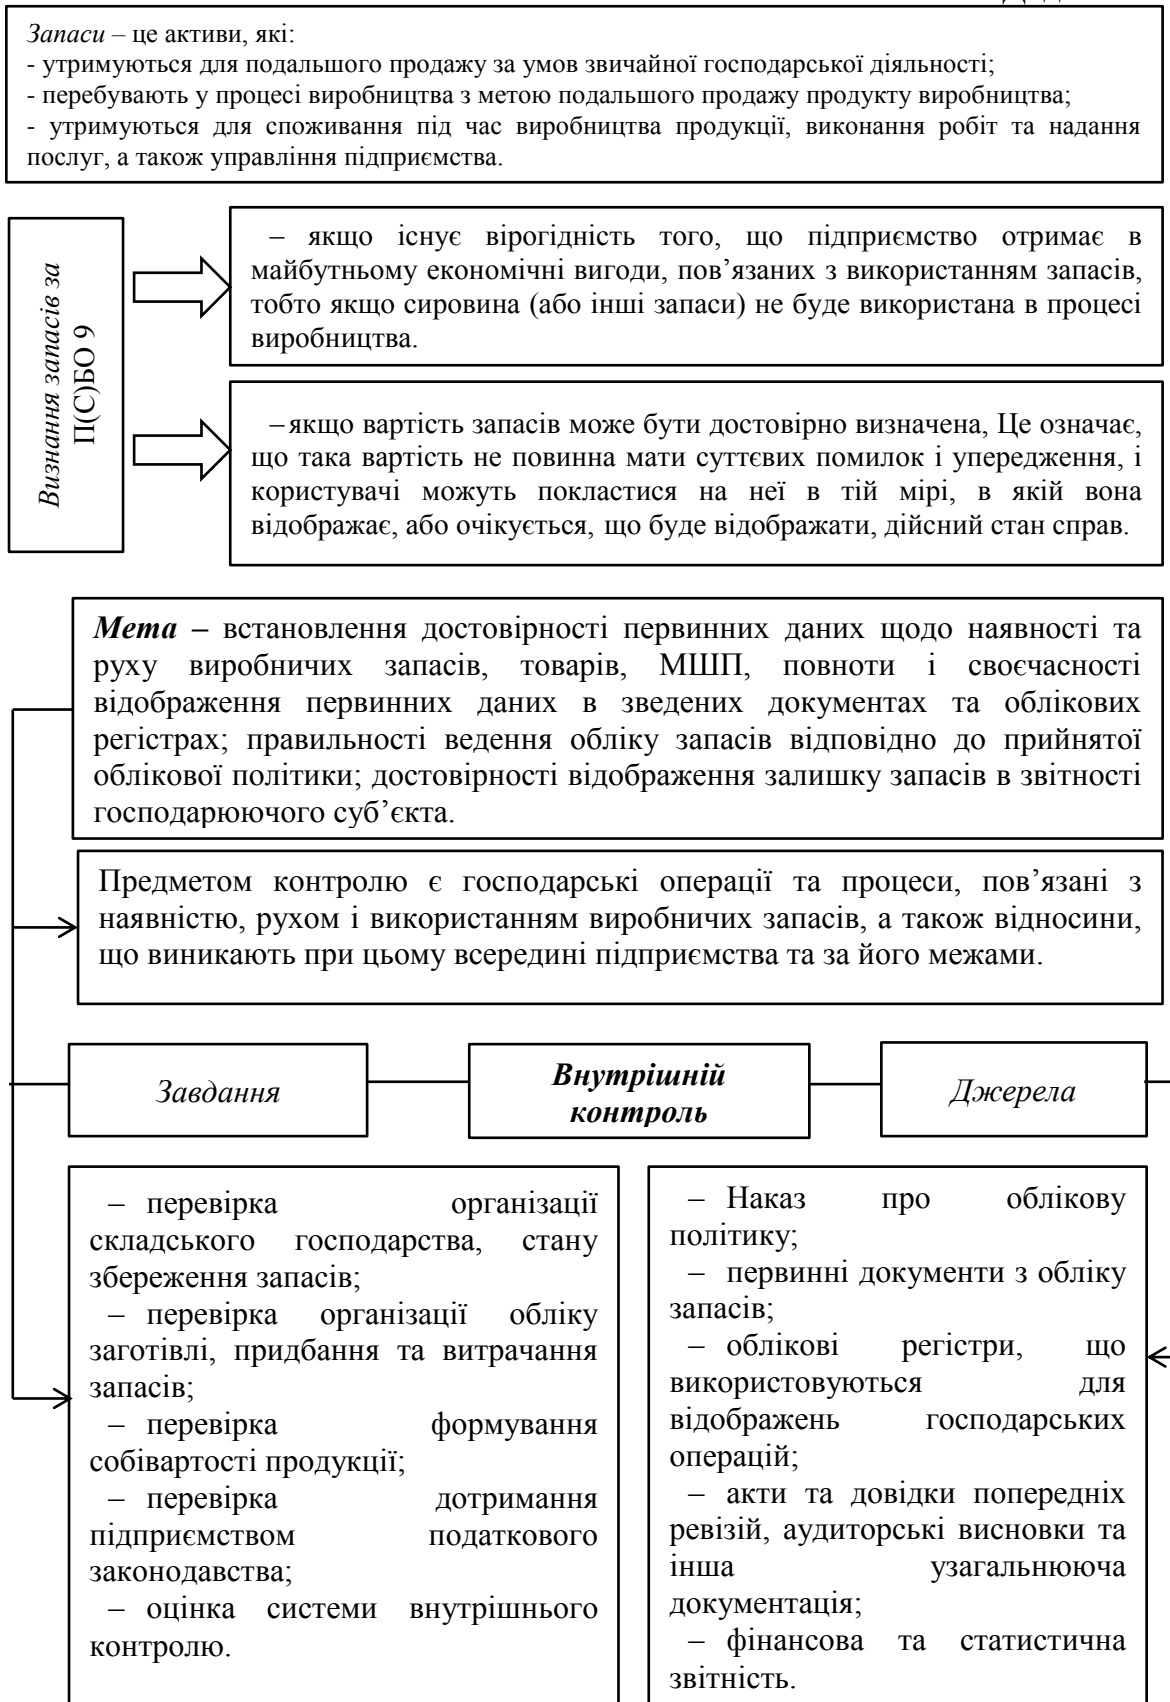 Запаси – це активи, які:
- утримуються для подальшого продажу за умов звичайної господарської діяльності;
- перебувають у процесі виробництва з метою подальшого продажу продукту виробництва;
- утримуються для споживання під час виробництва продукції, виконання робіт та надання
послуг, а також управління підприємства.
Визнання запасів за
П(С)БО 9
– якщо існує вірогідність того, що підприємство отримає в
майбутньому економічні вигоди, пов’язаних з використанням запасів,
тобто якщо сировина (або інші запаси) не буде використана в процесі
виробництва.
– якщо вартість запасів може бути достовірно визначена, Це означає,
що така вартість не повинна мати суттєвих помилок і упередження, і
користувачі можуть покластися на неї в тій мірі, в якій вона
відображає, або очікується, що буде відображати, дійсний стан справ.
Мета – встановлення достовірності первинних даних щодо наявності та
руху виробничих запасів, товарів, МШП, повноти і своєчасності
відображення первинних даних в зведених документах та облікових
регістрах; правильності ведення обліку запасів відповідно до прийнятої
облікової політики; достовірності відображення залишку запасів в звітності
господарюючого суб’єкта.
Предметом контролю є господарські операції та процеси, пов’язані з
наявністю, рухом і використанням виробничих запасів, а також відносини,
що виникають при цьому всередині підприємства та за його межами.
Завдання
Внутрішній
контроль
Джерела
– перевірка організації
складського господарства, стану
збереження запасів;
– перевірка організації обліку
заготівлі, придбання та витрачання
запасів;
– перевірка формування
собівартості продукції;
– перевірка дотримання
підприємством податкового
законодавства;
– оцінка системи внутрішнього
контролю.
– Наказ про облікову
політику;
– первинні документи з обліку
запасів;
– облікові регістри, що
використовуються для
відображень господарських
операцій;
– акти та довідки попередніх
ревізій, аудиторські висновки та
інша узагальнююча
документація;
– фінансова та статистична
звітність.